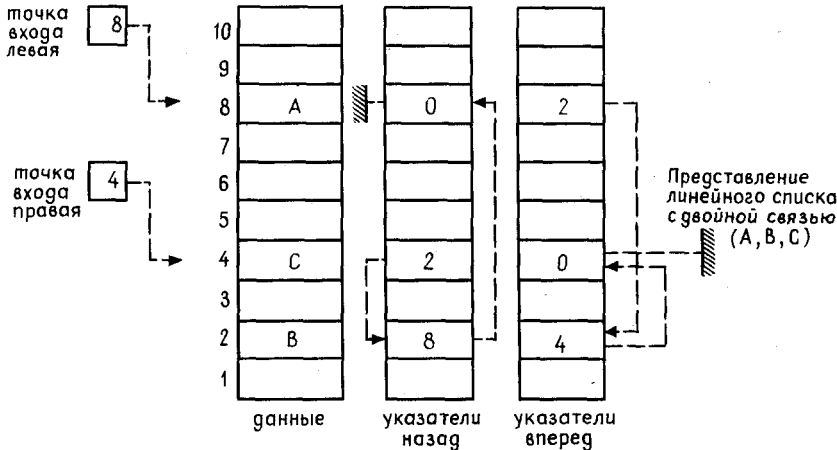 точка
входа
левая
8
точка
входа
правая
4
10
9
8 А 0 2
7
6
5
4 С 2 0
3
2 В 8 4
1
данные
указатели
назад
указатели
вперед
Представление
линейного списка
с двойной связью
(А, В, С)